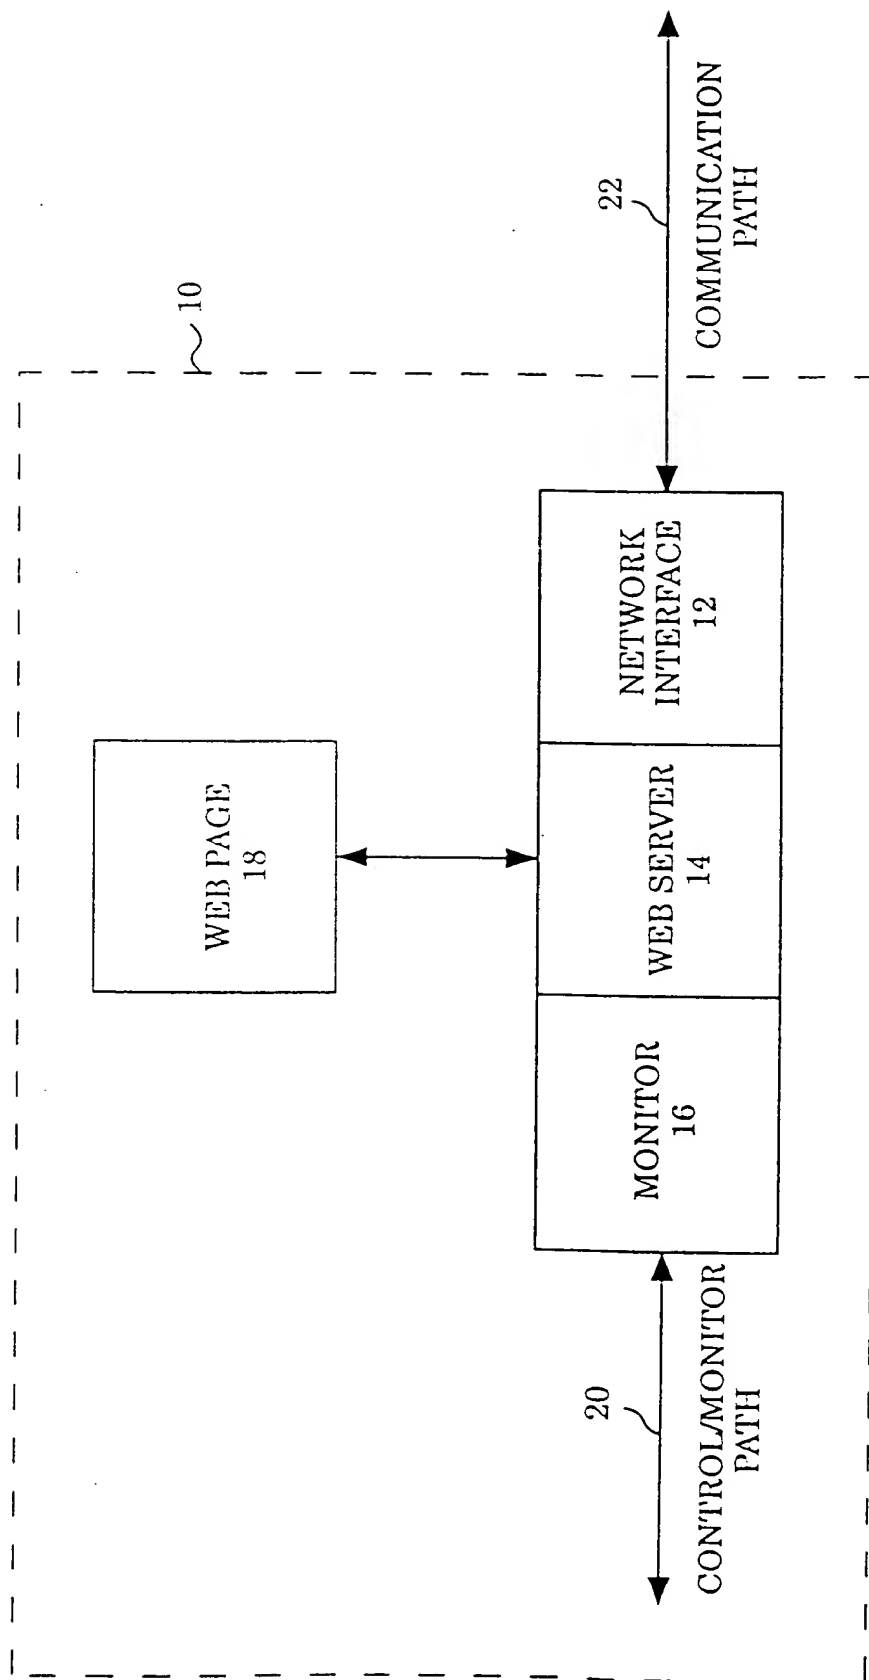 10
WEB PAGE
18
MONITOR
16
WEB SERVER
14
NETWORK
INTERFACE
12
20
CONTROL/MONITOR
PATH
22
COMMUNICATION
PATH